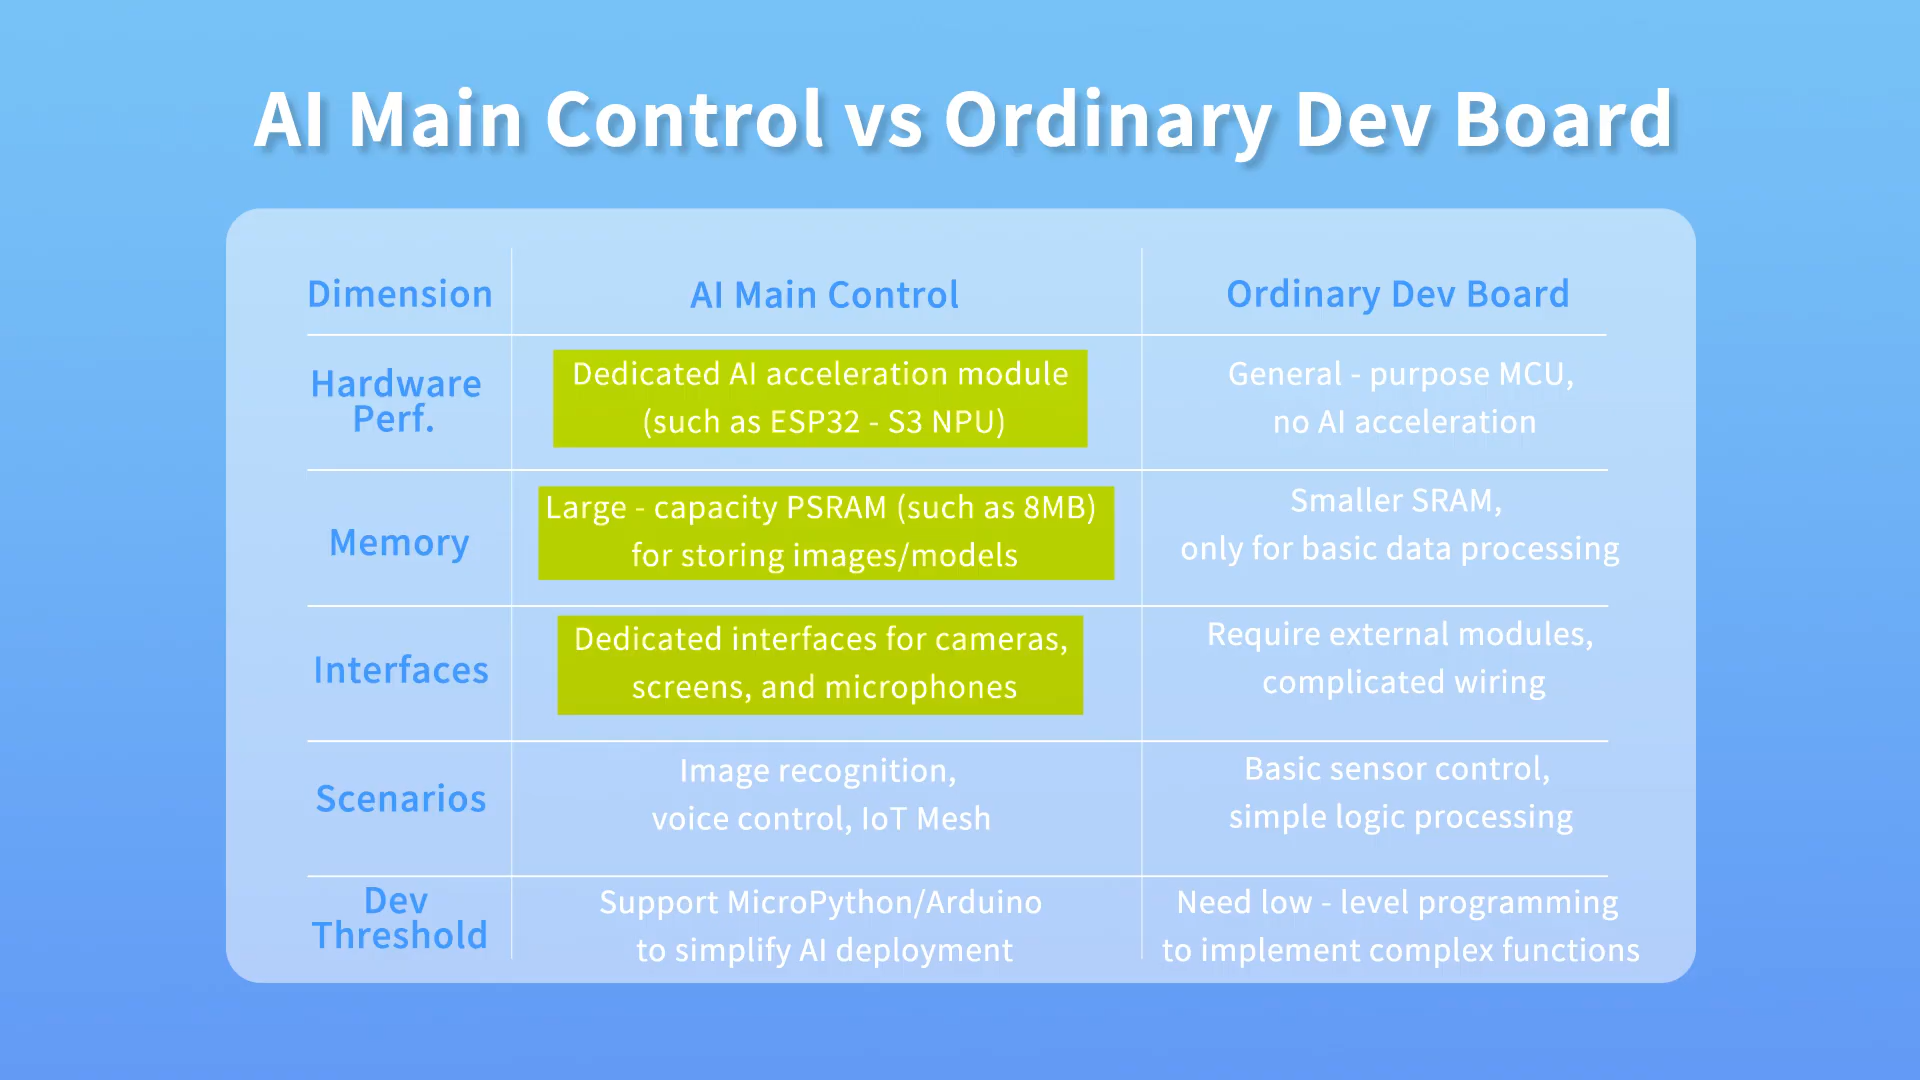 AI Main Control vs Ordinary Dev Board
Dimension
AI Main Control
Ordinary Dev Board
Hardware
Perf.
Dedicated AI acceleration module
(such as ESP32 - S3 NPU)
General - purpose MCU,
no AI acceleration
Memory
Large - capacity PSRAM (such as 8MB)
for storing images/models
Smaller SRAM,
only for basic data processing
Interfaces
Dedicated interfaces for cameras,
screens, and microphones
Require external modules,
complicated wiring
Scenarios
Image recognition,
voice control, IoT Mesh
Basic sensor control,
simple logic processing
Dev
Threshold
Support MicroPython/Arduino
to simplify AI deployment
Need low - level programming
to implement complex functions